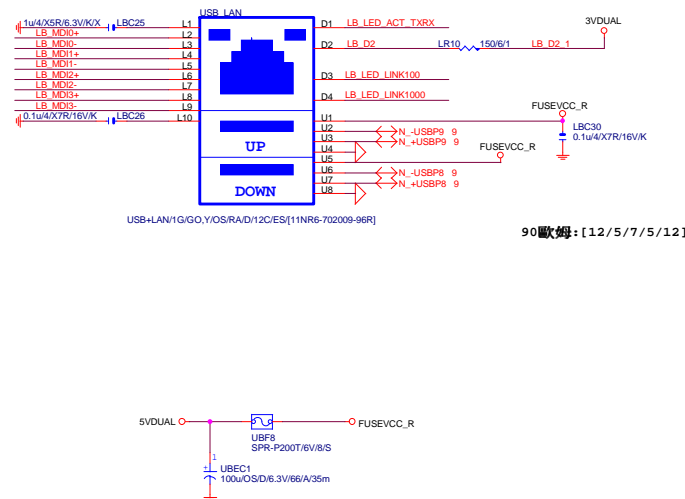 USB_LAN
1u/4/X5R/6.3V/K/X
LBC25
L1
D1
LB_LED_ACT_TXRX
3VDUAL
LB_MDI0+
L2
LB_MDI0-
L3
D2
LB_D2
LR10
150/6/1
LB_D2_1
LB_MDI1+
L4
LB_MDI1-
L5
LB_MDI2+
L6
D3
LB_LED_LINK100
LB_MDI2-
L7
LB_MDI3+
L8
D4
LB_LED_LINK1000
LB_MDI3-
L9
FUSEVCC_R
0.1u/4/X7R/16V/K
LBC26
L10
U1
U2
N_-USBP9 9
LBC30
U3
N_+USBP9 9
0.1u/4/X7R/16V/K
UP
U4
FUSEVCC_R
U5
U6
N_-USBP8 9
U7
N_+USBP8 9
DOWN
U8
USB+LAN/1G/GO,Y/OS/RA/D/12C/ES/[11NR6-702009-96R]
90歐姆:[12/5/7/5/12]
5VDUAL
FUSEVCC_R
UBF8
SPR-P200T/6V/8/S
1
+
UBEC1
100u/OS/D/6.3V/66/A/35m